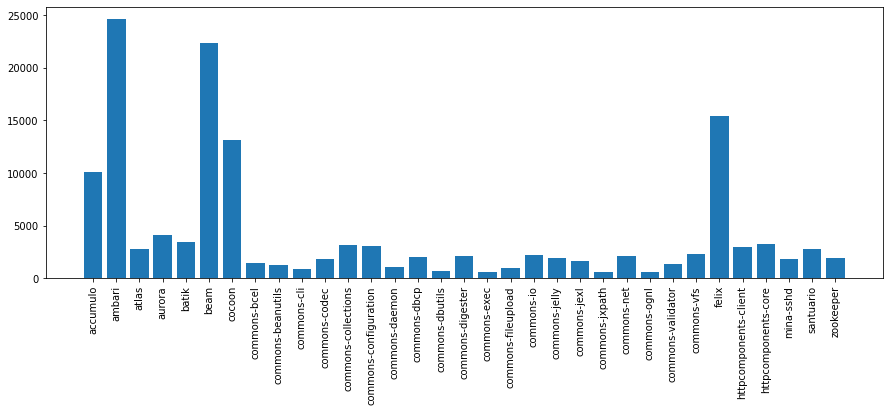 25000
20000
15000
10000
5000
0
accumulo
ambari
atlas
aurora
batik
beam
cocoon
commons-bcel
commons-beanutils
commons-cli
commons-codec
commons-collections
commons-configuration
commons-daemon
commons-dbcp
commons-dbutils
commons-digester
commons-exec
commons-fileupload
commons-io
commons-jelly
commons-jexl
commons-jxpath
commons-net
commons-ognl
commons-validator
commons-vfs
felix
httpcomponents-client
httpcomponents-core
mina-sshd
santuario
zookeeper